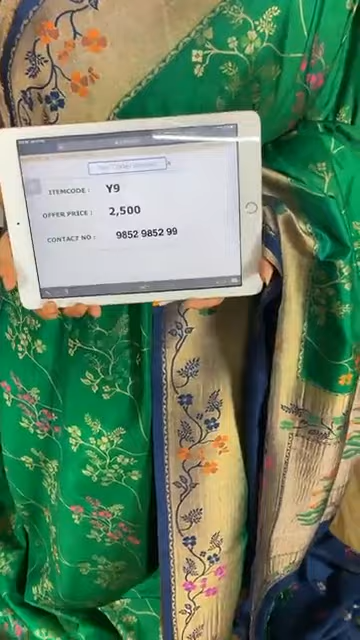 ITEMCODE : Y9
OFFER PRICE : 2,500
CONTACT NO : 9852 9852 99